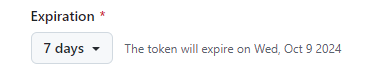 Expiration *
7 days The token will expire on Wed, Oct 9 2024